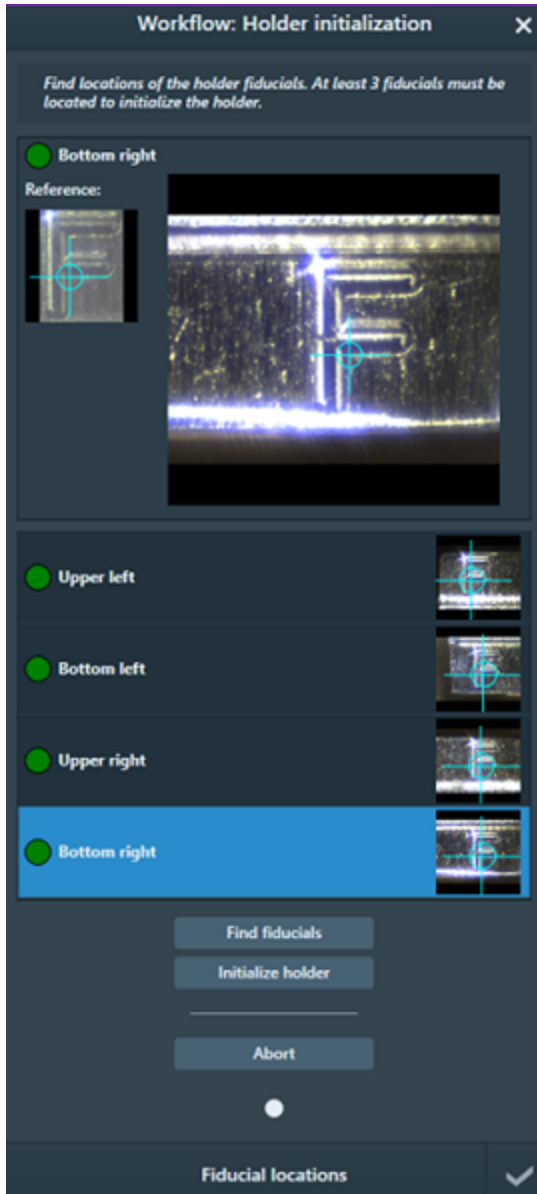 Workflow: Holder initialization
Find locations of the holder fiducials. At least 3 fiducials must be
located to initialize the holder.
Bottom right
Reference:
Upper left
Bottom left
Upper right
Bottom right
Find fiducials
Initialize holder
Abort
Fiducial locations